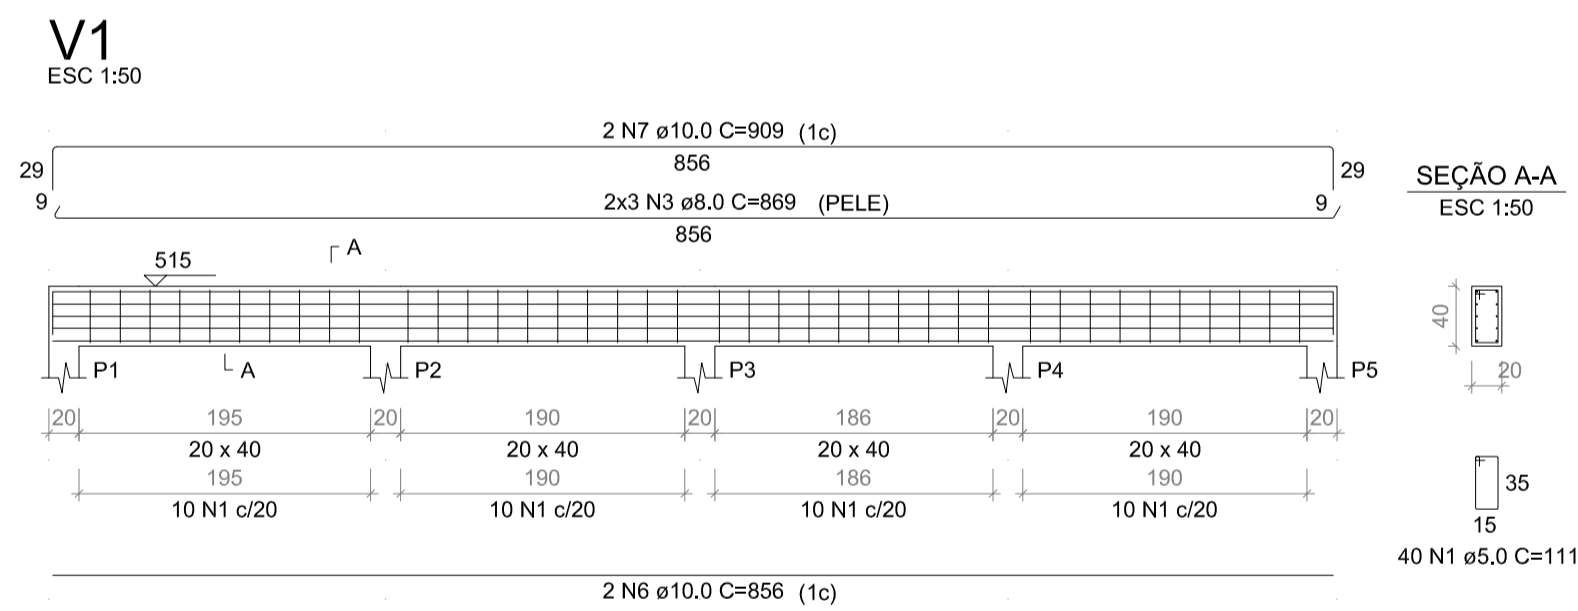 V1
ESC 1:50
2 N7 ø10.0 C=909 (1c)
29 856 29
9 2x3 N3 ø8.0 C=869 (PELE) 9
856
SEÇÃO A-A
ESC 1:50
A
515
40
20
P1 A P2 P3 P4 P5
20 195 20 190 20 186 20 190 20
20 x 40 20 x 40 20 x 40 20 x 40
195 190 186 190
10 N1 c/20 10 N1 c/20 10 N1 c/20 10 N1 c/20
35
15
40 N1 ø5.0 C=111
2 N6 ø10.0 C=856 (1c)